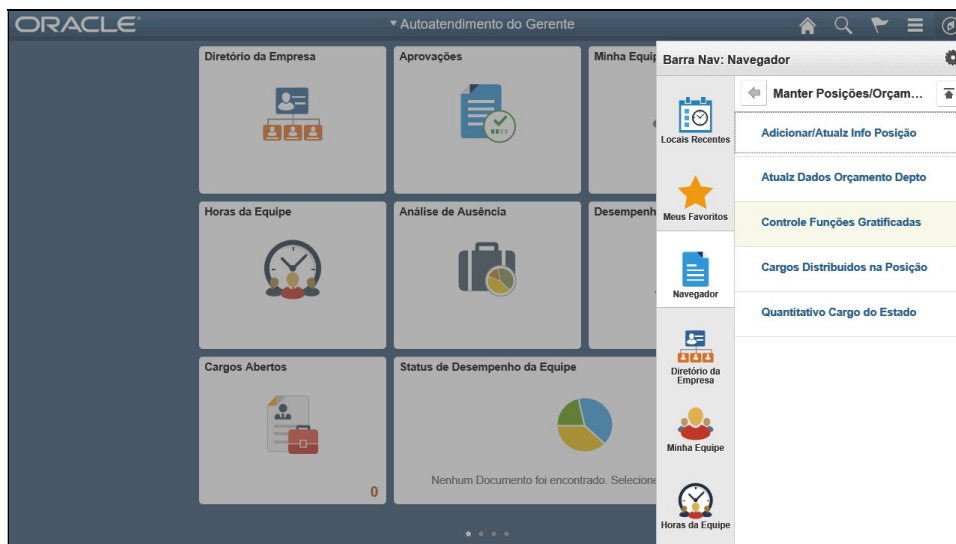 ORACLE
Autoatendimento do Gerente
Diretório da Empresa
Aprovações
Minha Equip
Horas da Equipe
Análise de Ausência
Desempenh
Cargos Abertos
0
Status de Desempenho da Equipe
Nenhum Documento foi encontrado. Selecione
Barra Nav: Navegador
Locais Recentes
Meus Favoritos
Navegador
Diretório da
Empresa
Minha Equipe
Horas da Equipe
Manter Posições/Orçam...
Adicionar/Atualz Info Posição
Atualz Dados Orçamento Depto
Controle Funções Gratificadas
Cargos Distribuídos na Posição
Quantitativo Cargo do Estado